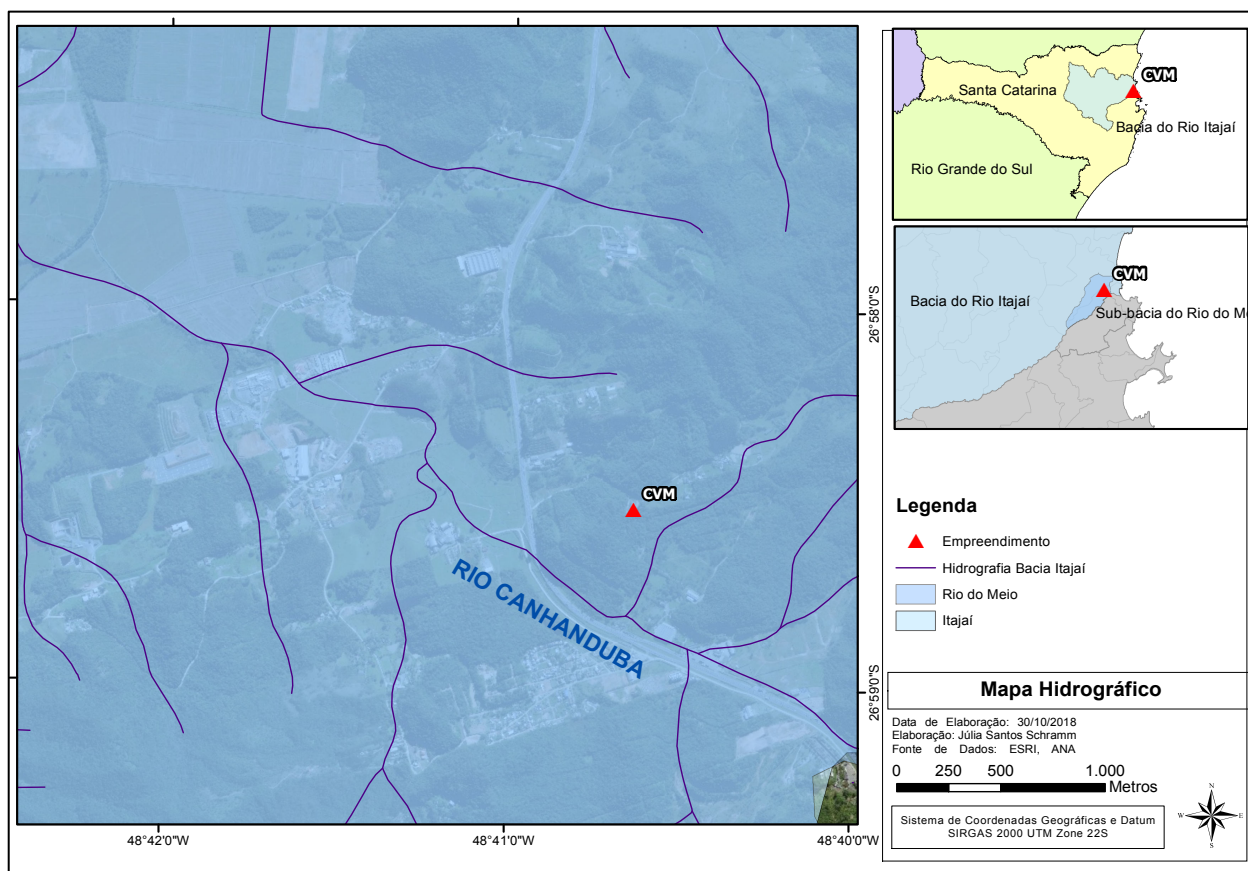 CVM
RIO CANHANDUBA
26°58'0"S
26°59'0"S
48°42'0"W
48°41'0"W
48°40'0"W
CVM
Santa Catarina
Bacia do Rio Itajaí
Rio Grande do Sul
CVM
Bacia do Rio Itajaí
Sub-bacia do Rio do Me
Legenda
Empreendimento
Hidrografia Bacia Itajaí
Rio do Meio
Itajaí
Mapa Hidrográfico
Data de Elaboração: 30/10/2018
Elaboração: Júlia Santos Schramm
Fonte de Dados: ESRI, ANA
0 250 500 1.000
Metros
Sistema de Coordenadas Geográficas e Datum
SIRGAS 2000 UTM Zone 22S
N
W E
S